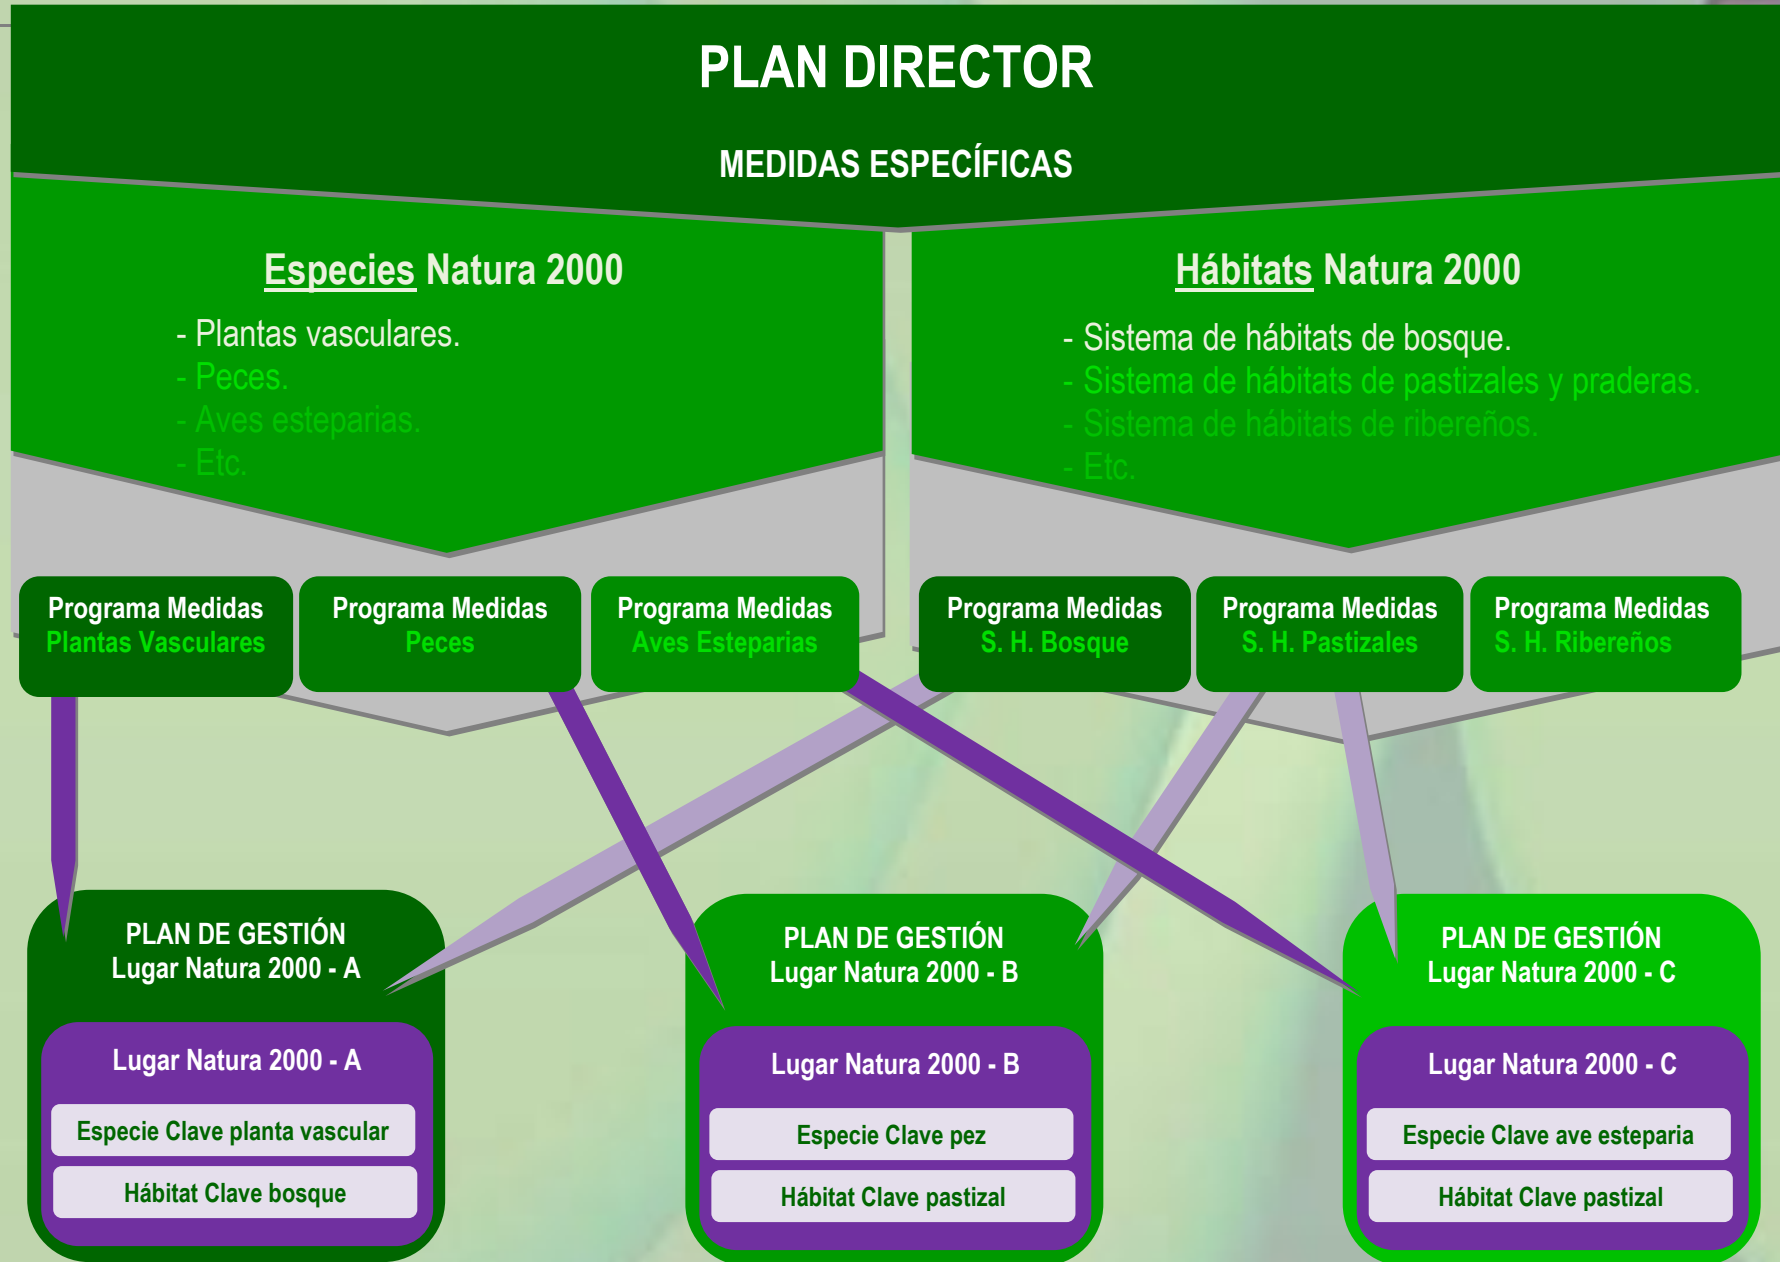 PLAN DIRECTOR
MEDIDAS ESPECÍFICAS
Especies Natura 2000
- Plantas vasculares.
- Peces.
- Aves esteparias.
- Etc.
Hábitats Natura 2000
- Sistema de hábitats de bosque.
- Sistema de hábitats de pastizales y praderas.
- Sistema de hábitats de ribereños.
- Etc.
Programa Medidas
Plantas Vasculares
Programa Medidas
Peces
Programa Medidas
Aves Esteparias
Programa Medidas
S. H. Bosque
Programa Medidas
S. H. Pastizales
Programa Medidas
S. H. Ribereños
PLAN DE GESTIÓN
Lugar Natura 2000 - A
Lugar Natura 2000 - A
Especie Clave planta vascular
Hábitat Clave bosque
PLAN DE GESTIÓN
Lugar Natura 2000 - B
Lugar Natura 2000 - B
Especie Clave pez
Hábitat Clave pastizal
PLAN DE GESTIÓN
Lugar Natura 2000 - C
Lugar Natura 2000 - C
Especie Clave ave esteparia
Hábitat Clave pastizal